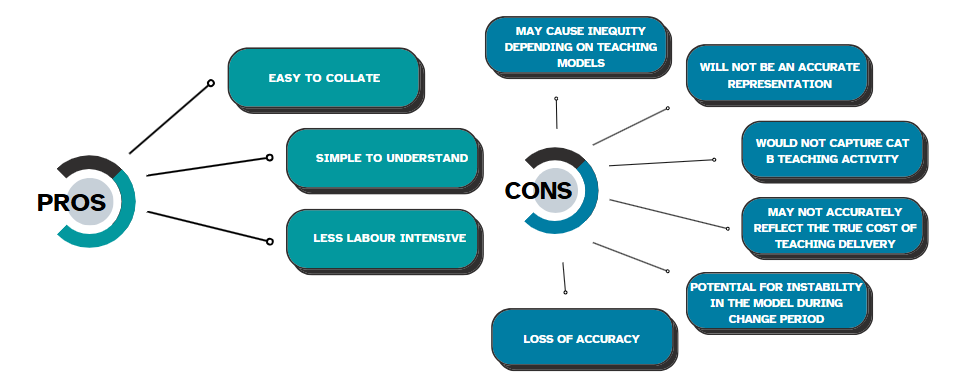 PROS
EASY TO COLLATE
SIMPLE TO UNDERSTAND
LESS LABOUR INTENSIVE
CONS
MAY CAUSE INEQUITY
DEPENDING ON TEACHING
MODELS
WILL NOT BE AN ACCURATE
REPRESENTATION
WOULD NOT CAPTURE CAT
B TEACHING ACTIVITY
MAY NOT ACCURATELY
REFLECT THE TRUE COST OF
TEACHING DELIVERY
POTENTIAL FOR INSTABILITY
IN THE MODEL DURING
CHANGE PERIOD
LOSS OF ACCURACY